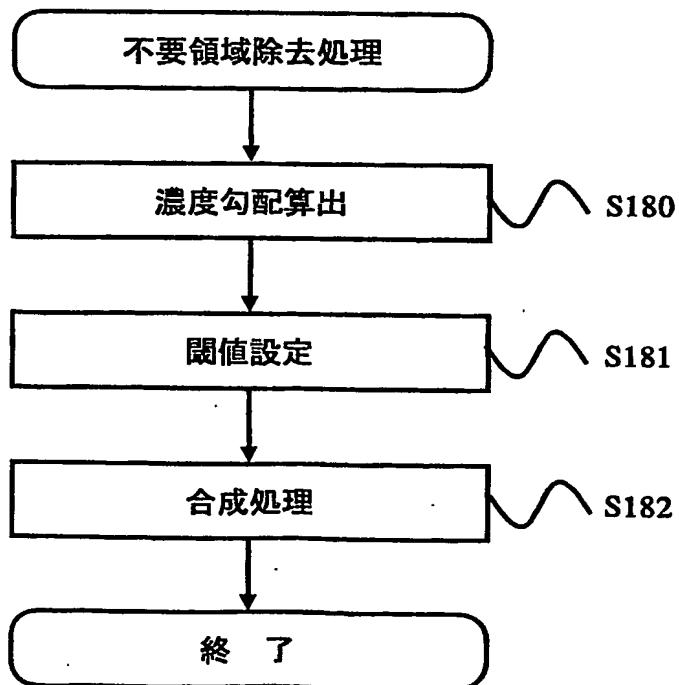 不要領域除去処理
濃度勾配算出
S180
閾値設定
S181
合成処理
S182
終 了